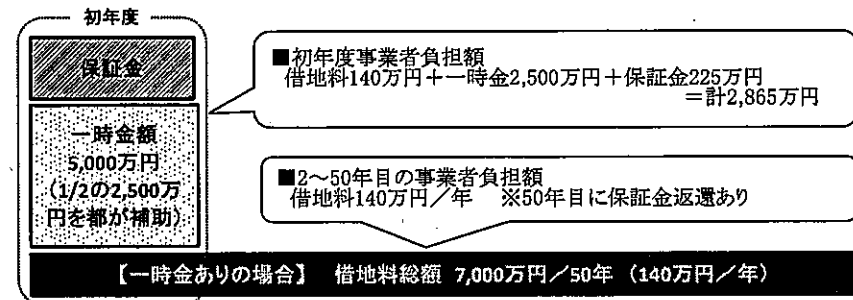 初年度
保証金
一時金額
5,000万円
(1/2の2,500万
円を都が補助)
■初年度事業者負担額
借地料140万円+一時金2,500万円+保証金225万円
=計2,865万円
■2～50年目の事業者負担額
借地料140万円／年　※50年目に保証金返還あり
【一時金ありの場合】　借地料総額 7,000万円／50年 (140万円／年)